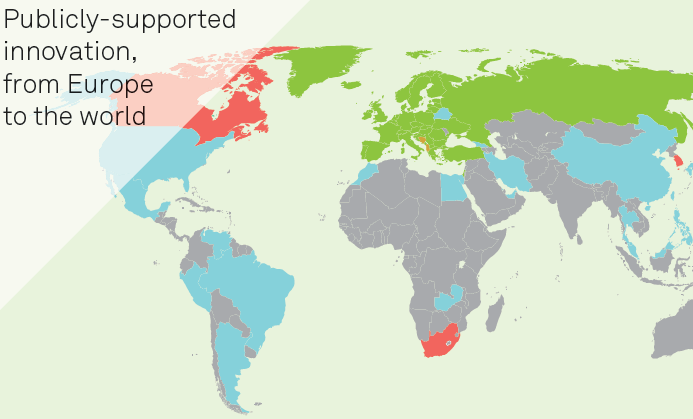 Publicly-supported
innovation,
from Europe
to the world